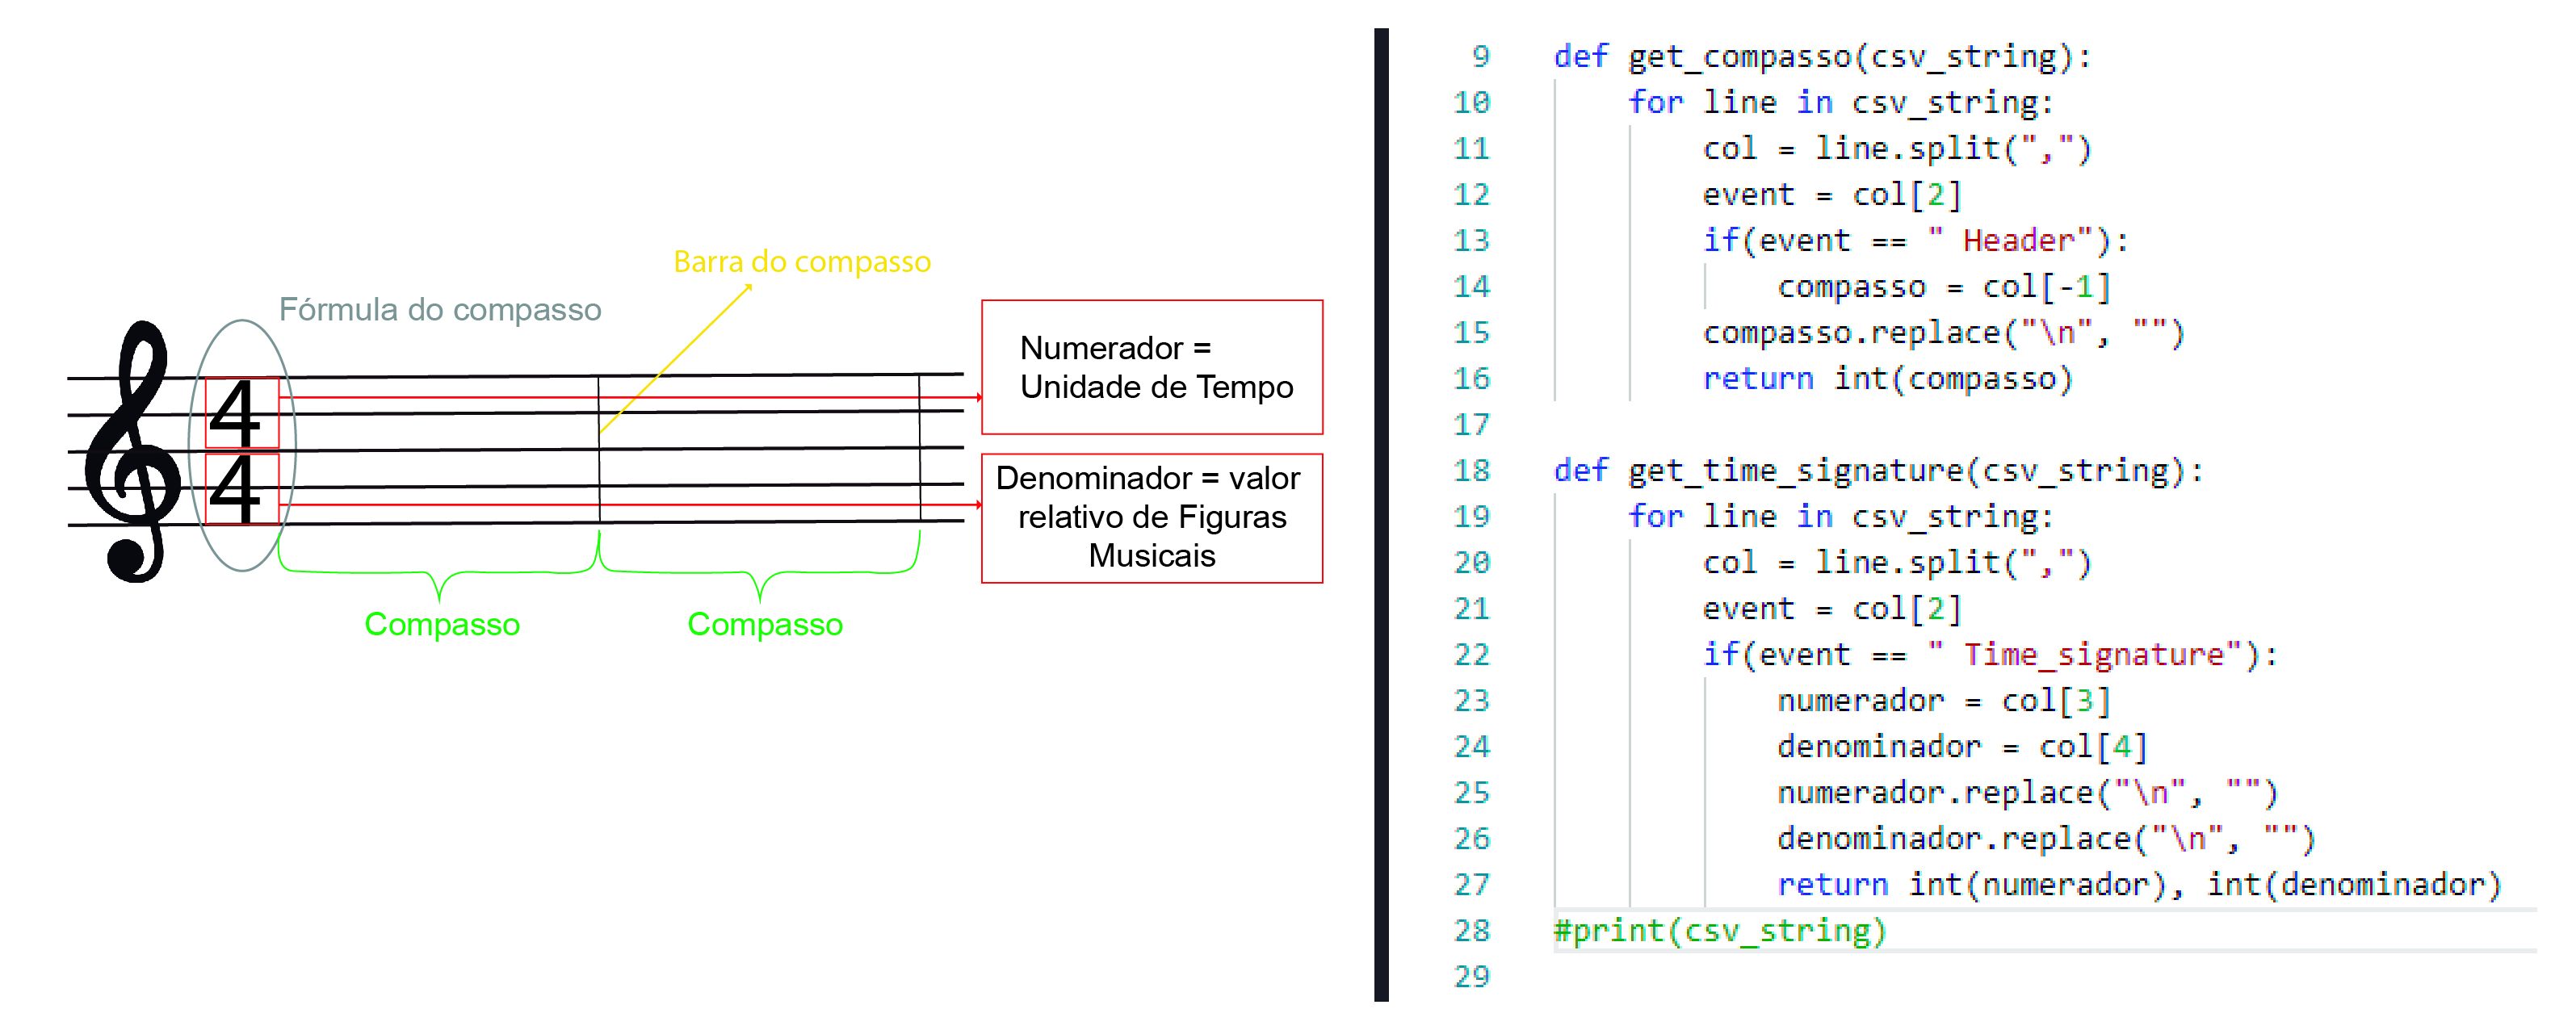 Barra do compasso
Fórmula do compasso
4
4
Numerador =
Unidade de Tempo
Denominador = valor
relativo de Figuras
Musicais
Compasso
Compasso
9 def get_compasso(csv_string):
10 for line in csv_string:
11 col = line.split(",")
12 event = col[2]
13 if(event == " Header"):
14 compasso = col[-1]
15 compasso.replace("\n", "")
16 return int(compasso)
17
18 def get_time_signature(csv_string):
19 for line in csv_string:
20 col = line.split(",")
21 event = col[2]
22 if(event == " Time_signature"):
23 numerador = col[3]
24 denominador = col[4]
25 numerador.replace("\n", "")
26 denominador.replace("\n", "")
27 return int(numerador), int(denominador)
28 #print(csv_string)
29